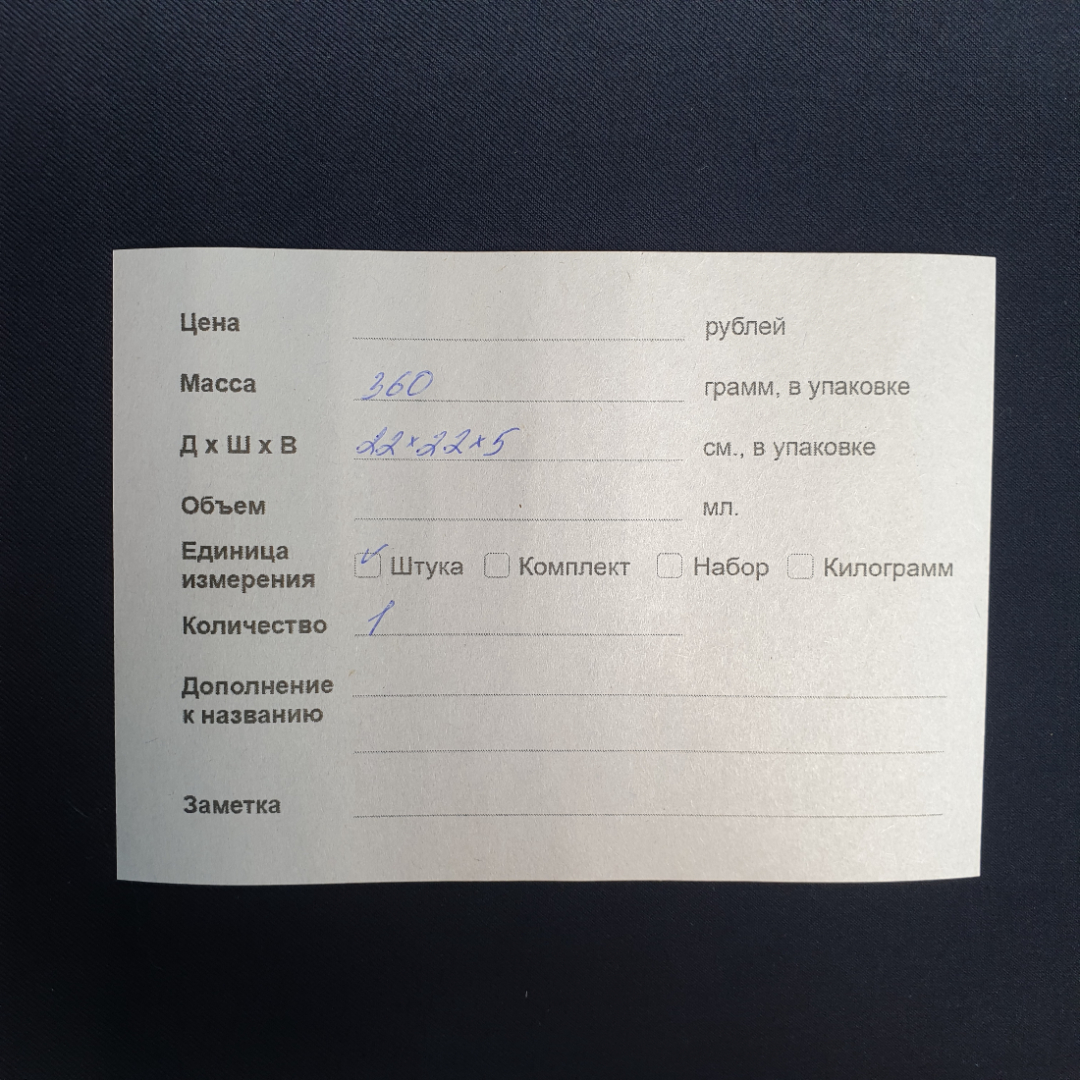 Цена рублей
Масса 360 грамм, в упаковке
Д х Ш х В 22×22×5 см., в упаковке
Объем мл.
Единица
измерения Штука Комплект Набор Килограмм
Количество 1
Дополнение
к названию
Заметка